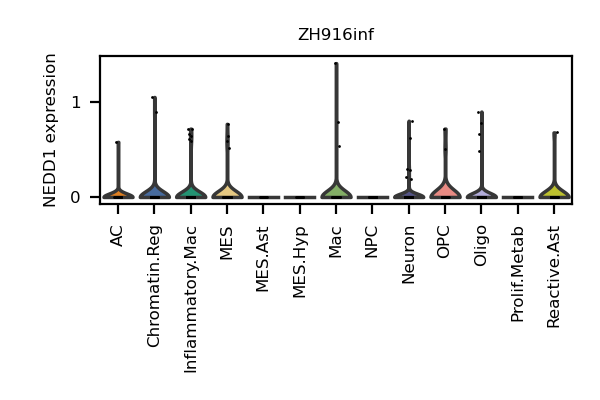 ZH916inf
NEDD1 expression
1
0
AC
Chromatin.Reg
Inflammatory.Mac
MES
MES.Ast
MES.Hyp
Mac
NPC
Neuron
OPC
Oligo
Prolif.Metab
Reactive.Ast